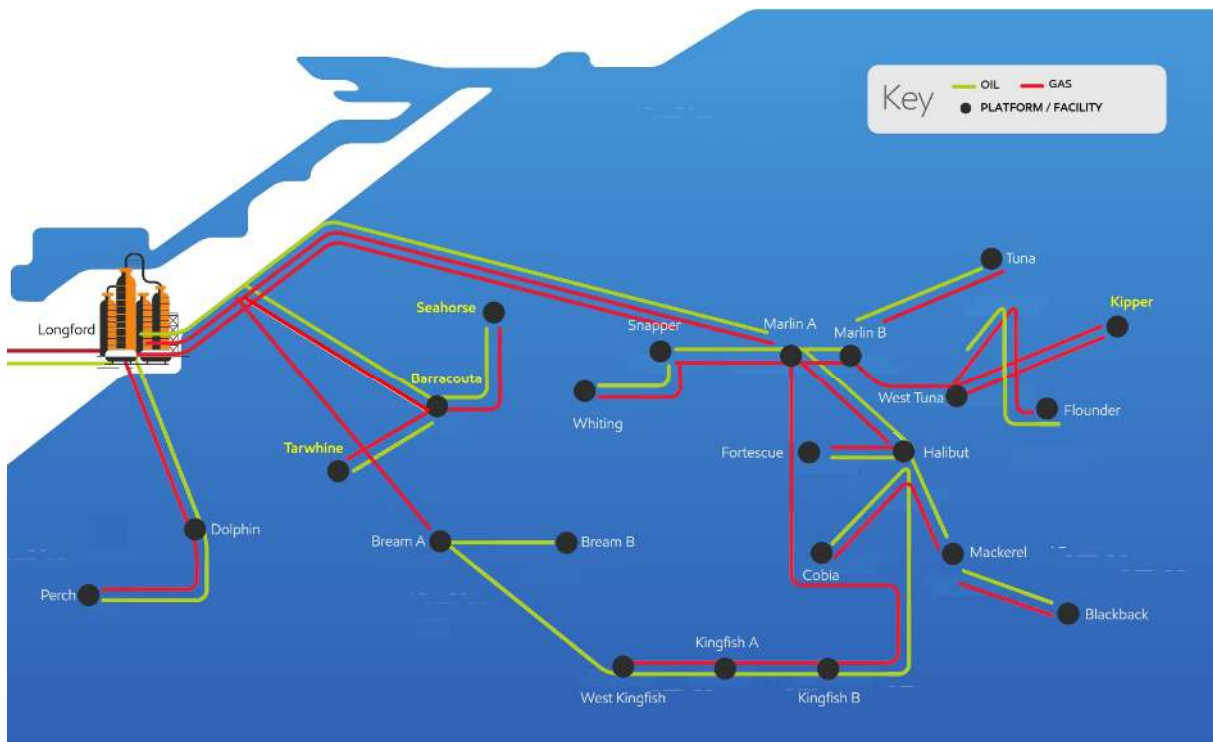 Key
OIL
GAS
PLATFORM / FACILITY
Tuna
Kipper
Seahorse
Longford
Snapper
Marlin A
Marlin B
Barracouta
West Tuna
Flounder
Whiting
Tarwhine
Fortescue
Halibut
Dolphin
Bream A
Bream B
Cobia
Mackerel
Perch
Blackback
Kingfish A
West Kingfish
Kingfish B